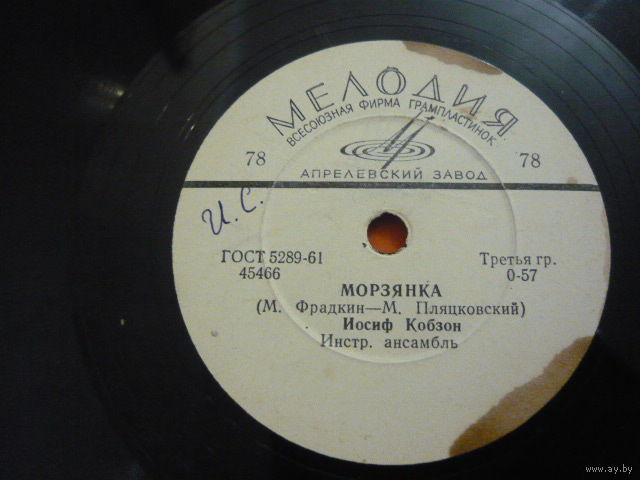 МЕЛОДИЯ
ВСЕСОЮЗНАЯ ФИРМА ГРАМПЛАСТИНОК
78 78
АПРЕЛЕВСКИЙ ЗАВОД
И.С.
ГОСТ 5289-61 Третья гр.
45466 0-57
МОРЗЯНКА
(М. Фрадкин—М. Пляцковский)
Иосиф Кобзон
Инстр. ансамбль
www.ay.by